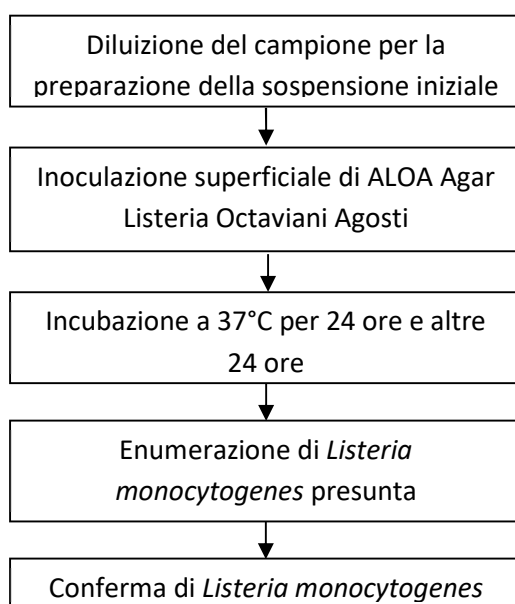 Diluizione del campione per la
preparazione della sospensione iniziale
Inoculazione superficiale di ALOA Agar
Listeria Octaviani Agosti
Incubazione a 37°C per 24 ore e altre
24 ore
Enumerazione di Listeria
monocytogenes presunta
Conferma di Listeria monocytogenes